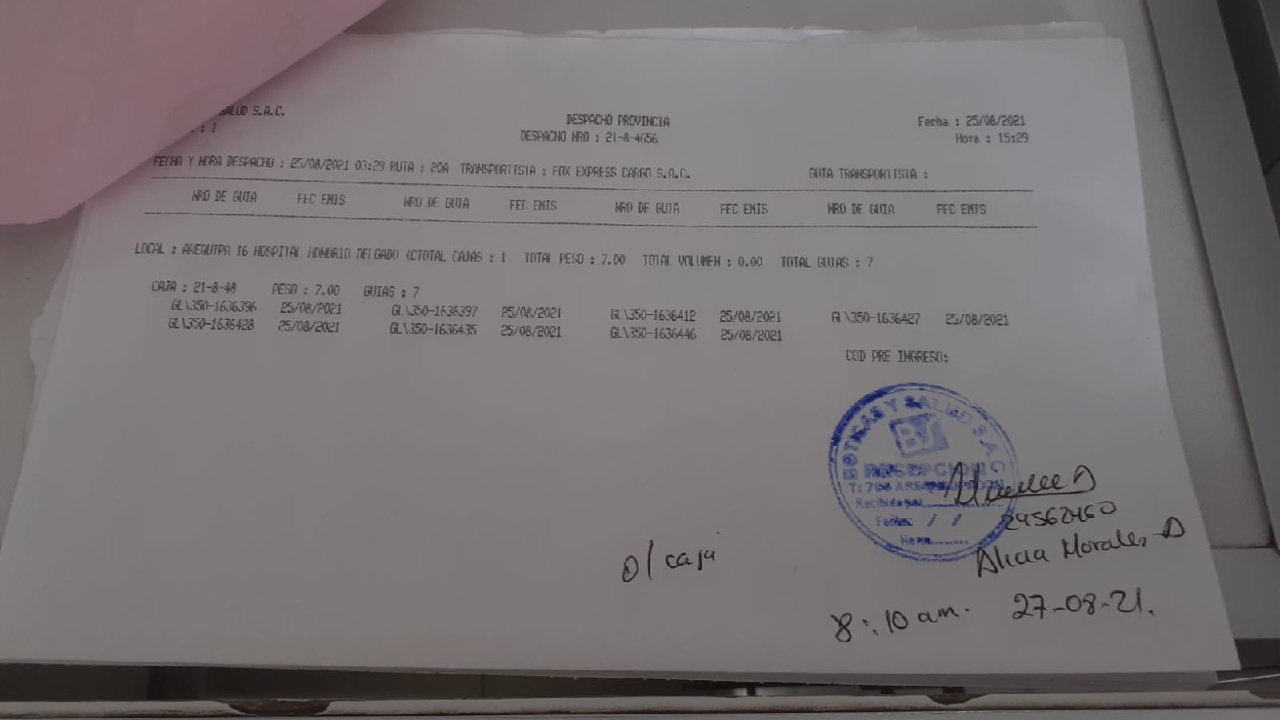 SALUD S.A.C.
: 1
DESPACHO PROVINCIA
DESPACHO NRO : 21-8-4656
Fecha : 25/08/2021
Hora : 15:29
FECHA Y HORA DESPACHO : 25/08/2021 03:29 RUTA : 20A TRANSPORTISTA : FOX EXPRESS CARGO S.A.C. GUIA TRANSPORTISTA :
NRO DE GUIA FEC EMIS NRO DE GUIA FEC EMIS NRO DE GUIA FEC EMIS NRO DE GUIA FEC EMIS
LOCAL : AREQUIPA 16 HOSPITAL HONORIO DELGADO (CTOTAL CAJAS : 1 TOTAL PESO : 7.00 TOTAL VOLUMEN : 0.00 TOTAL GUIAS : 7
CAJA : 21-8-48 PESO : 7.00 GUIAS : 7
GL\350-1636396 25/08/2021 GL\350-1636397 25/08/2021 GL\350-1636412 25/08/2021 GL\350-1636427 25/08/2021
GL\350-1636428 25/08/2021 GL\350-1636435 25/08/2021 GL\350-1636446 25/08/2021
COD PRE INGRESO:
BOTICAS Y SALUD S.A.C
BS
RECEPCION
Recibido por
Fecha: / /
Hora
29562460
Alicia Morales D
01 caja
8:10 am. 27-08-21.